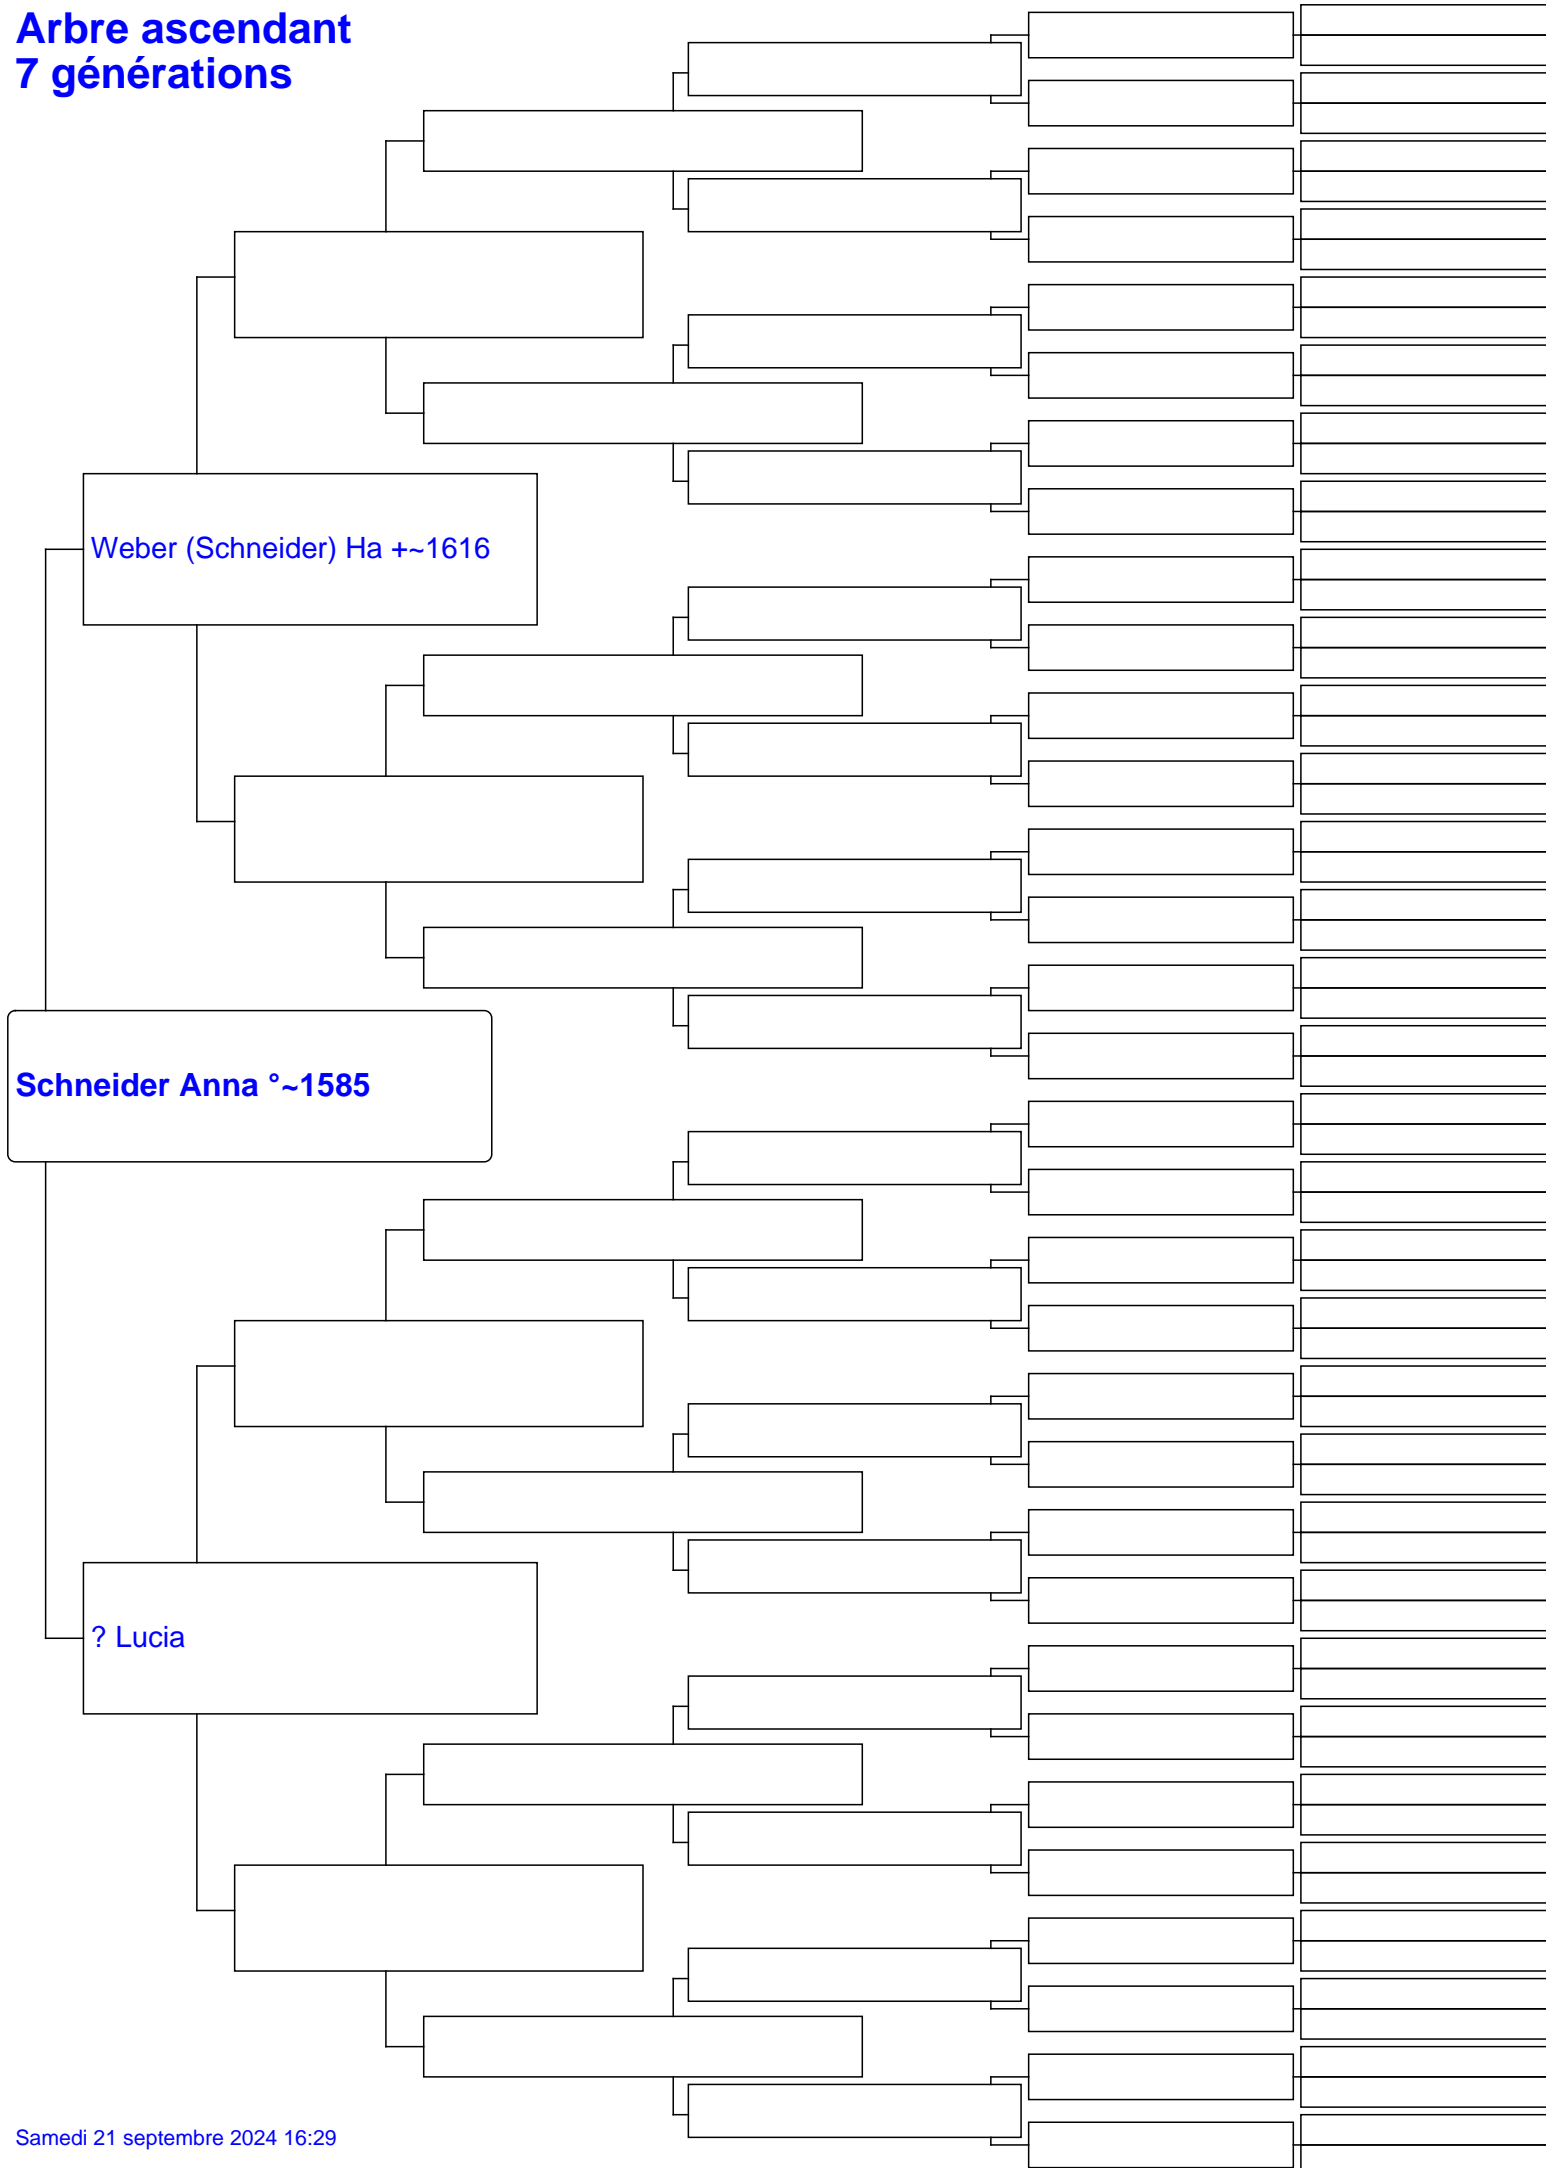 Arbre ascendant
7 générations
Weber (Schneider) Ha +~1616
Schneider Anna °~1585
? Lucia
Samedi 21 septembre 2024 16:29